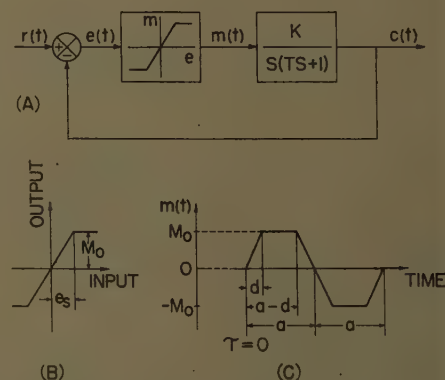 r(t)
+
−
e(t)
m
e
m(t)
K
S(TS+1)
c(t)
(A)
OUTPUT
M₀
INPUT
eₛ
(B)
m(t)
M₀
0
-M₀
TIME
d
a-d
a
a
τ=0
(C)